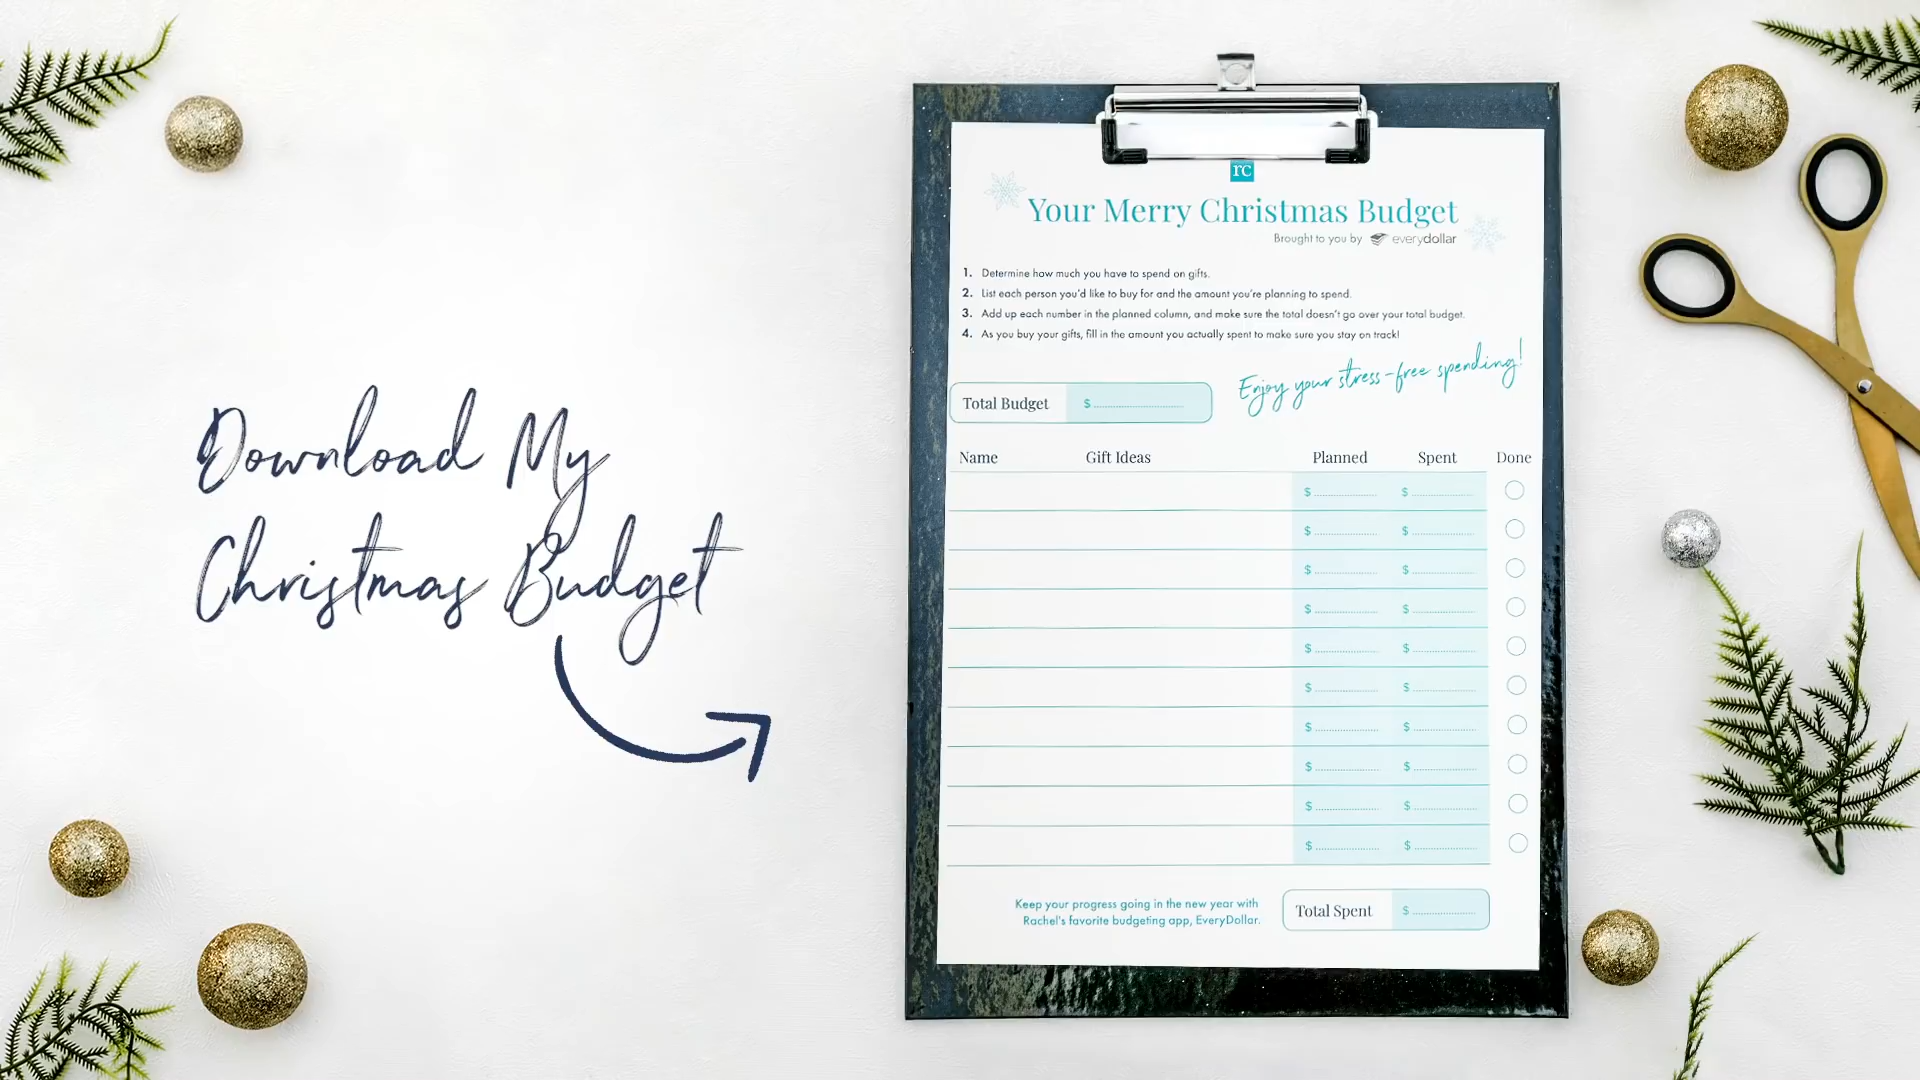 Download My
Christmas Budget
rc
Your Merry Christmas Budget
Brought to you by everydollar
1. Determine how much you have to spend on gifts.
2. List each person you'd like to buy for and the amount you're planning to spend.
3. Add up each number in the planned column, and make sure the total doesn't go over your total budget.
4. As you buy your gifts, fill in the amount you actually spent to make sure you stay on track!
Enjoy your stress-free spending!
Total Budget $
Name Gift Ideas Planned Spent Done
$ $
$ $
$ $
$ $
$ $
$ $
$ $
$ $
$ $
$ $
Keep your progress going in the new year with
Rachel's favorite budgeting app, EveryDollar.
Total Spent $